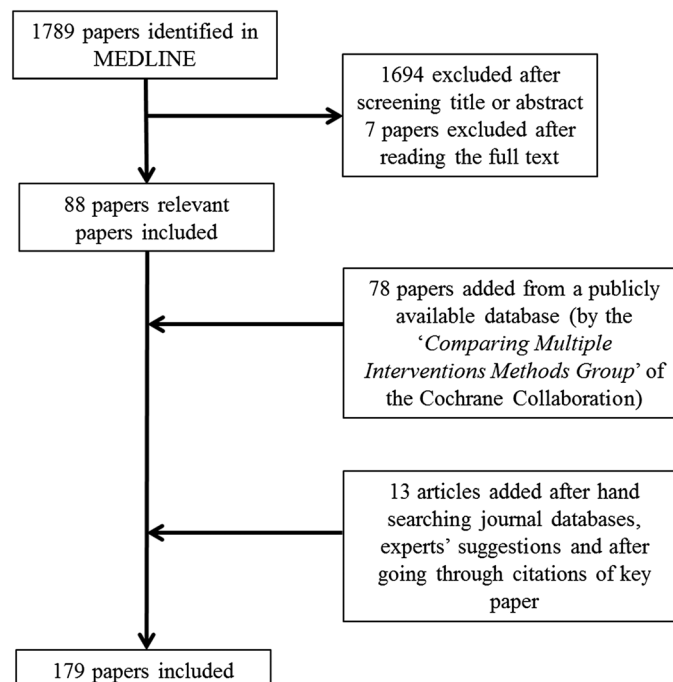 1789 papers identified in
MEDLINE
1694 excluded after
screening title or abstract
7 papers excluded after
reading the full text
88 papers relevant
papers included
78 papers added from a publicly
available database (by the
‘Comparing Multiple
Interventions Methods Group’ of
the Cochrane Collaboration)
13 articles added after hand
searching journal databases,
experts’ suggestions and after
going through citations of key
paper
179 papers included